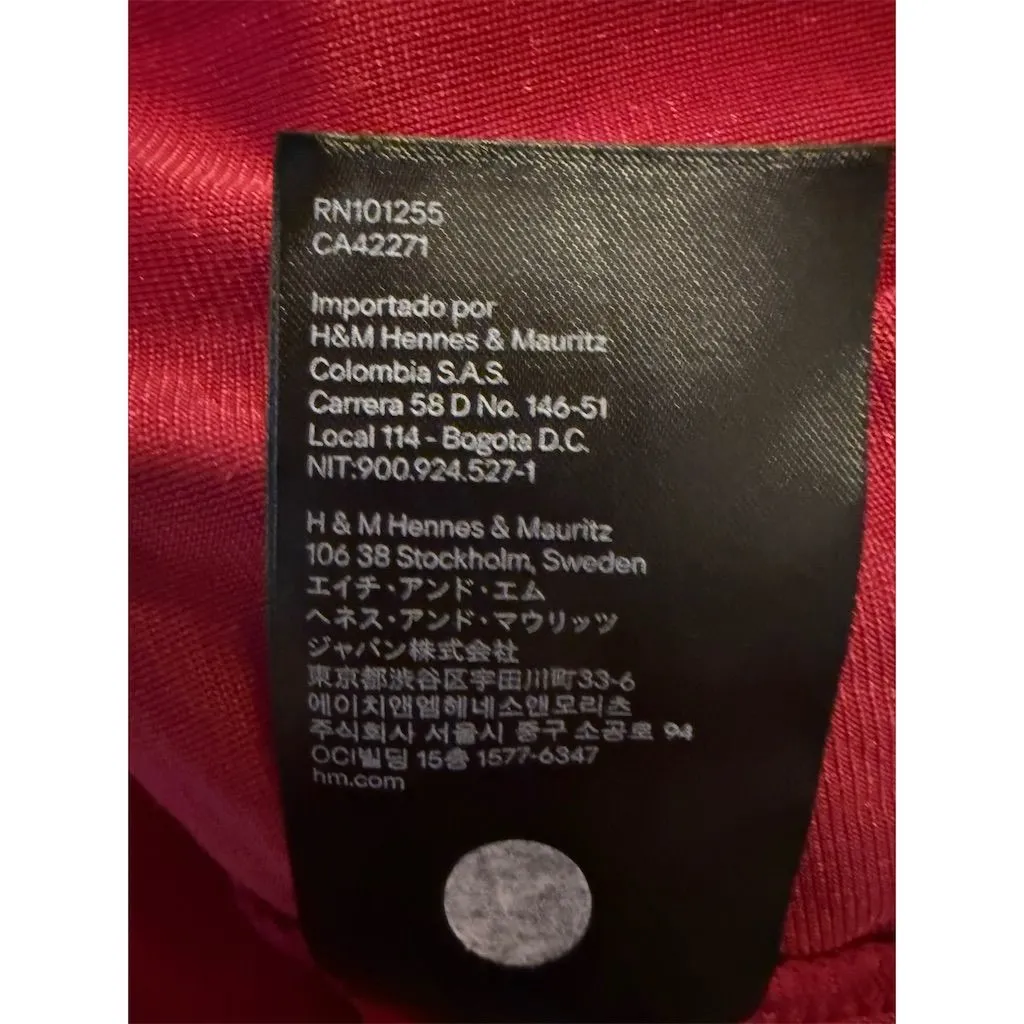 RN101255
CA42271
Importado por
H&M Hennes & Mauritz
Colombia S.A.S.
Carrera 58 D No. 146-51
Local 114 - Bogota D.C.
NIT:900.924.527-1
H & M Hennes & Mauritz
106 38 Stockholm, Sweden
エイチ・アンド・エム
ヘネス・アンド・マウリッツ
ジャパン株式会社
東京都渋谷区宇田川町33-6
에이치앤엠헤네스앤모리츠
주식회사 서울시 중구 소공로 94
OCI빌딩 15층 1577-6347
hm.com